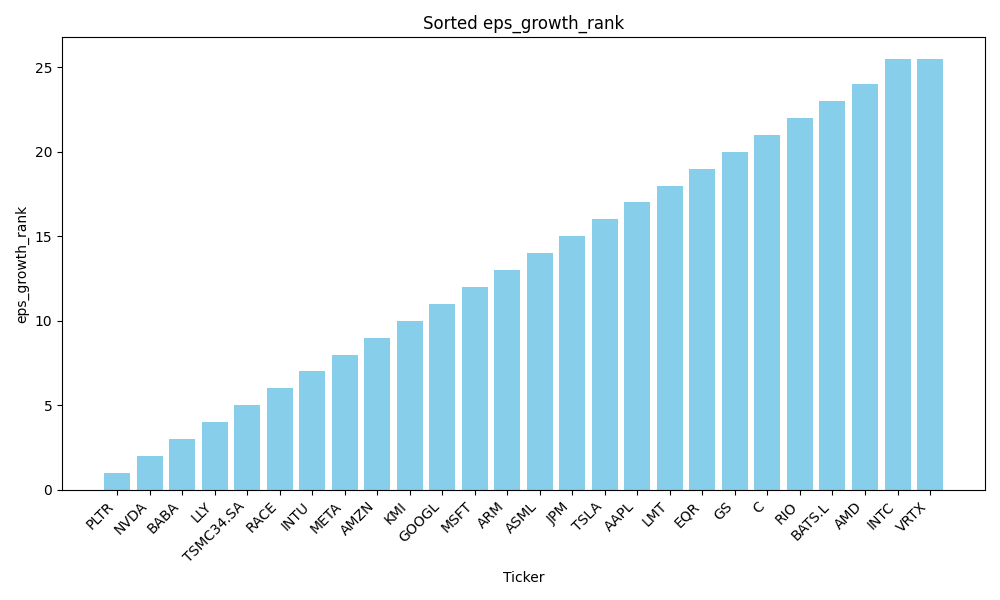 Sorted eps_growth_rank
eps_growth_rank
25
20
15
10
5
0
PLTR
NVDA
BABA
LLY
TSMC34.SA
RACE
INTU
META
AMZN
KMI
GOOGL
MSFT
ARM
ASML
JPM
TSLA
AAPL
LMT
EQR
GS
C
RIO
BATS.L
AMD
INTC
VRTX
Ticker